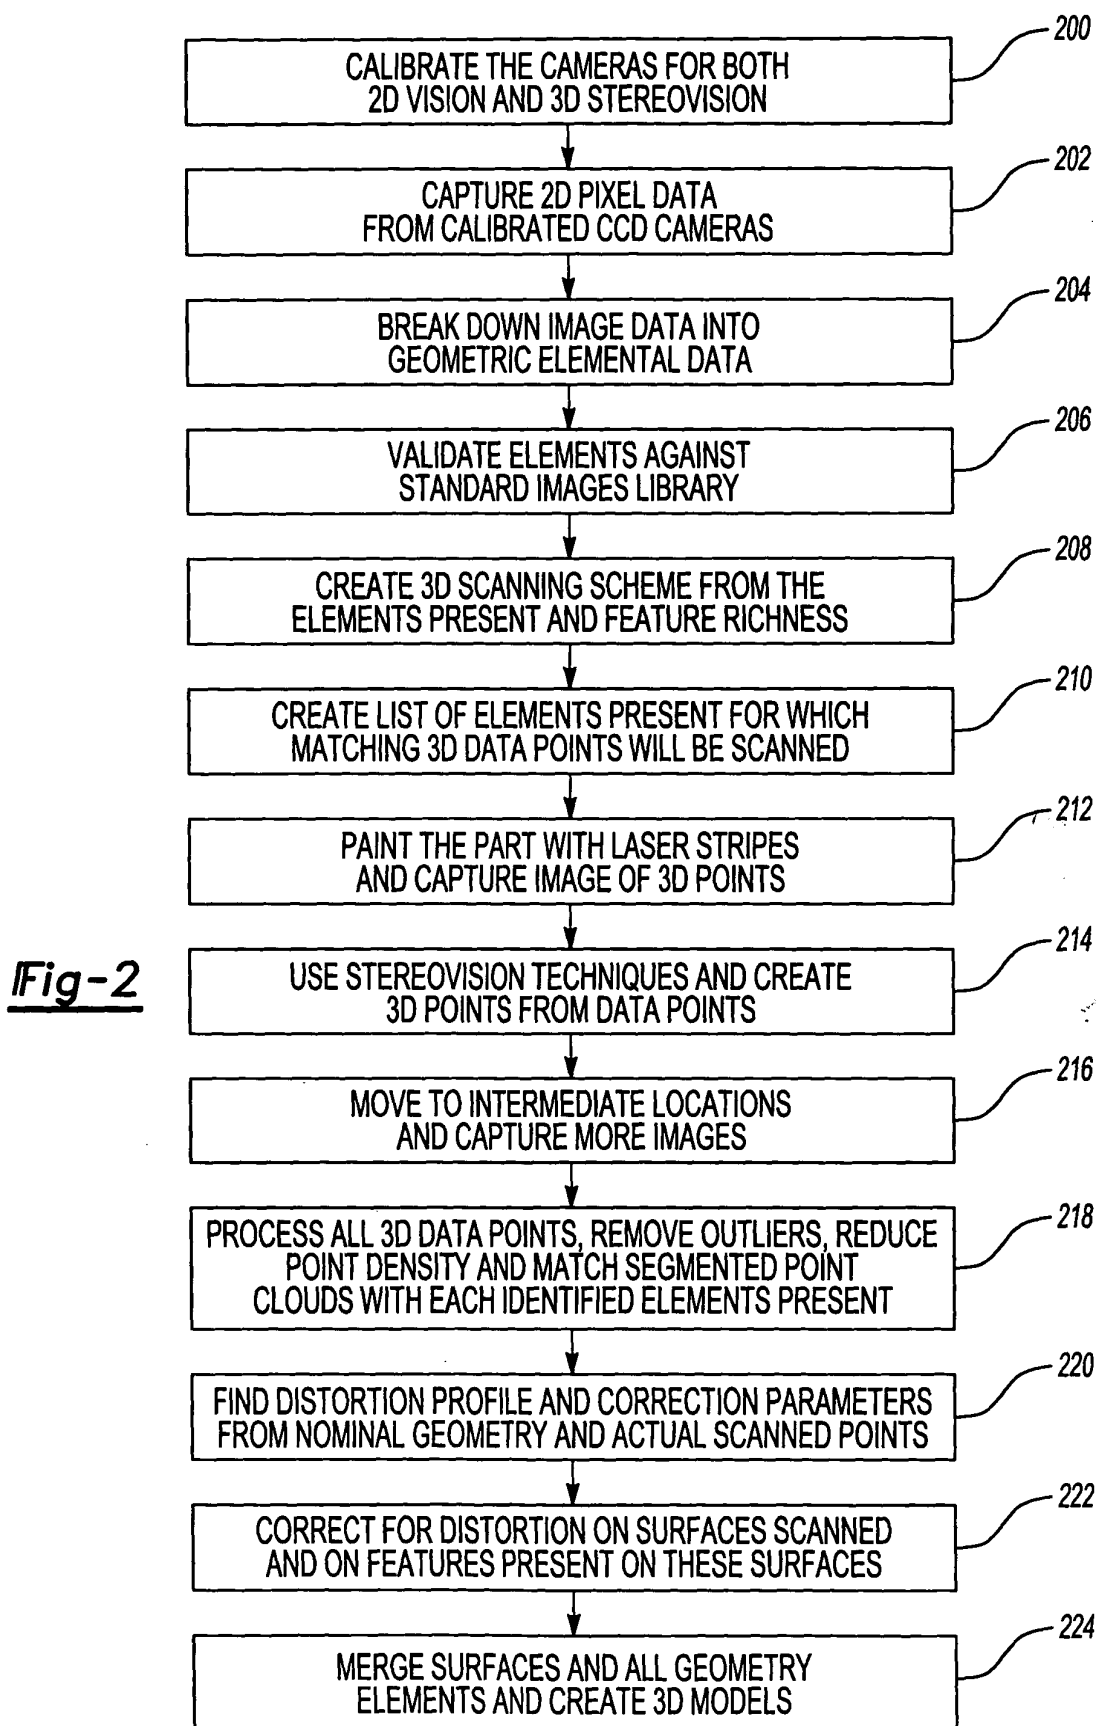 200
CALIBRATE THE CAMERAS FOR BOTH
2D VISION AND 3D STEREOVISION
202
CAPTURE 2D PIXEL DATA
FROM CALIBRATED CCD CAMERAS
204
BREAK DOWN IMAGE DATA INTO
GEOMETRIC ELEMENTAL DATA
206
VALIDATE ELEMENTS AGAINST
STANDARD IMAGES LIBRARY
208
CREATE 3D SCANNING SCHEME FROM THE
ELEMENTS PRESENT AND FEATURE RICHNESS
210
CREATE LIST OF ELEMENTS PRESENT FOR WHICH
MATCHING 3D DATA POINTS WILL BE SCANNED
212
PAINT THE PART WITH LASER STRIPES
AND CAPTURE IMAGE OF 3D POINTS
214
USE STEREOVISION TECHNIQUES AND CREATE
3D POINTS FROM DATA POINTS
Fig-2
216
MOVE TO INTERMEDIATE LOCATIONS
AND CAPTURE MORE IMAGES
218
PROCESS ALL 3D DATA POINTS, REMOVE OUTLIERS, REDUCE
POINT DENSITY AND MATCH SEGMENTED POINT
CLOUDS WITH EACH IDENTIFIED ELEMENTS PRESENT
220
FIND DISTORTION PROFILE AND CORRECTION PARAMETERS
FROM NOMINAL GEOMETRY AND ACTUAL SCANNED POINTS
222
CORRECT FOR DISTORTION ON SURFACES SCANNED
AND ON FEATURES PRESENT ON THESE SURFACES
224
MERGE SURFACES AND ALL GEOMETRY
ELEMENTS AND CREATE 3D MODELS